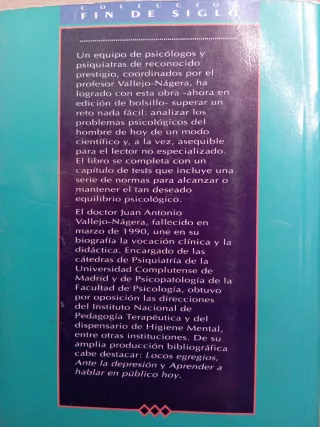 COLECCION
FIN DE SIGLO
Un equipo de psicólogos y
psiquiatras de reconocido
prestigio, coordinados por el
profesor Vallejo-Nágera, ha
logrado con esta obra -ahora en
edición de bolsillo- superar un
reto nada fácil: analizar los
problemas psicológicos del
hombre de hoy de un modo
científico y, a la vez, asequible
para el lector no especializado.
El libro se completa con un
capítulo de tests que incluye una
serie de normas para alcanzar o
mantener el tan deseado
equilibrio psicológico.
El doctor Juan Antonio
Vallejo-Nágera, fallecido en
marzo de 1990, une en su
biografía la vocación clínica y la
didáctica. Encargado de las
cátedras de Psiquiatría de la
Universidad Complutense de
Madrid y de Psicopatología de la
Facultad de Psicología, obtuvo
por oposición las direcciones
del Instituto Nacional de
Pedagogía Terapéutica y del
dispensario de Higiene Mental,
entre otras instituciones. De su
amplia producción bibliográfica
cabe destacar: Locos egregios,
Ante la depresión y Aprender a
hablar en público hoy.